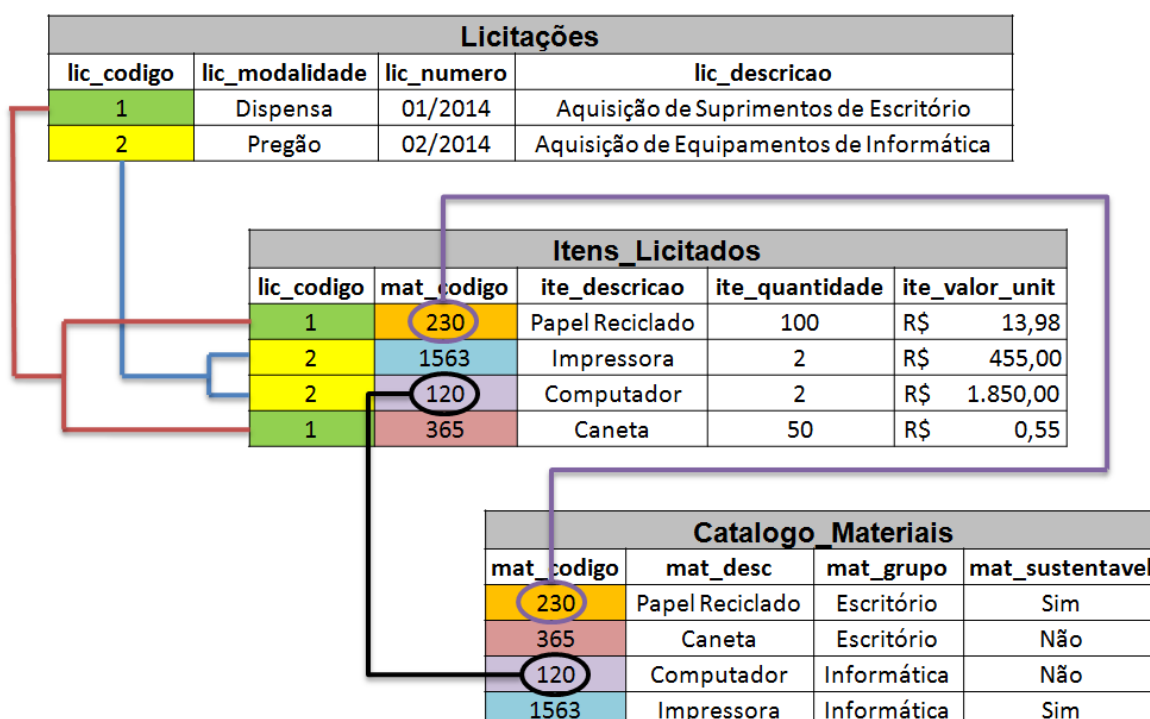 Licitações
lic_codigo lic_modalidade lic_numero lic_descricao
1 Dispensa 01/2014 Aquisição de Suprimentos de Escritório
2 Pregão 02/2014 Aquisição de Equipamentos de Informática
Itens_Licitados
lic_codigo mat_codigo ite_descricao ite_quantidade ite_valor_unit
1 230 Papel Reciclado 100 R$ 13,98
2 1563 Impressora 2 R$ 455,00
2 120 Computador 2 R$ 1.850,00
1 365 Caneta 50 R$ 0,55
Catalogo_Materiais
mat_codigo mat_desc mat_grupo mat_sustentavel
230 Papel Reciclado Escritório Sim
365 Caneta Escritório Não
120 Computador Informática Não
1563 Impressora Informática Sim